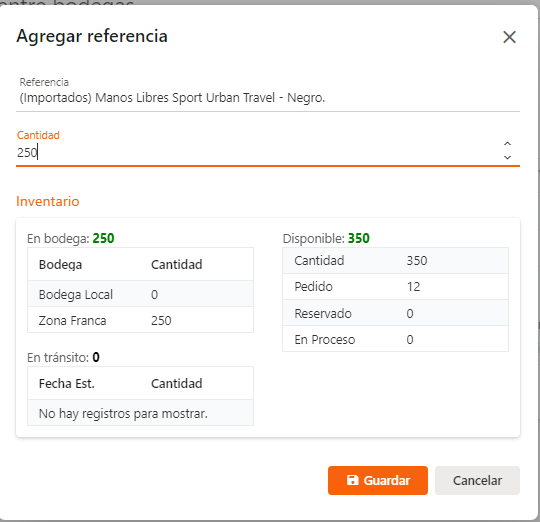 entre bodegas
Agregar referencia
Referencia
(Importados) Manos Libres Sport Urban Travel - Negro.
Cantidad
250
Inventario
En bodega: 250
Bodega Cantidad
Bodega Local 0
Zona Franca 250
En tránsito: 0
Fecha Est. Cantidad
No hay registros para mostrar.
Disponible: 350
Cantidad 350
Pedido 12
Reservado 0
En Proceso 0
Guardar
Cancelar